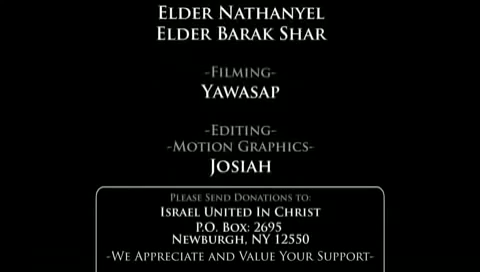 Elder Nathanyel
Elder Barak Shar
-Filming-
Yawasap
-Editing-
-Motion Graphics-
Josiah
Please Send Donations to:
Israel United In Christ
P.O. Box: 2695
Newburgh, NY 12550
-We Appreciate and Value Your Support-